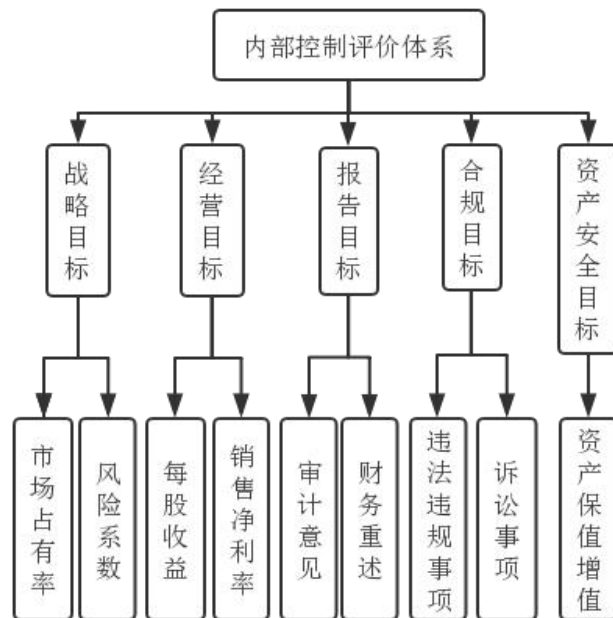 内部控制评价体系
战略目标
经营目标
报告目标
合规目标
资产安全目标
市场占有率
风险系数
每股收益
销售净利率
审计意见
财务重述
违法违规事项
诉讼事项
资产保值增值